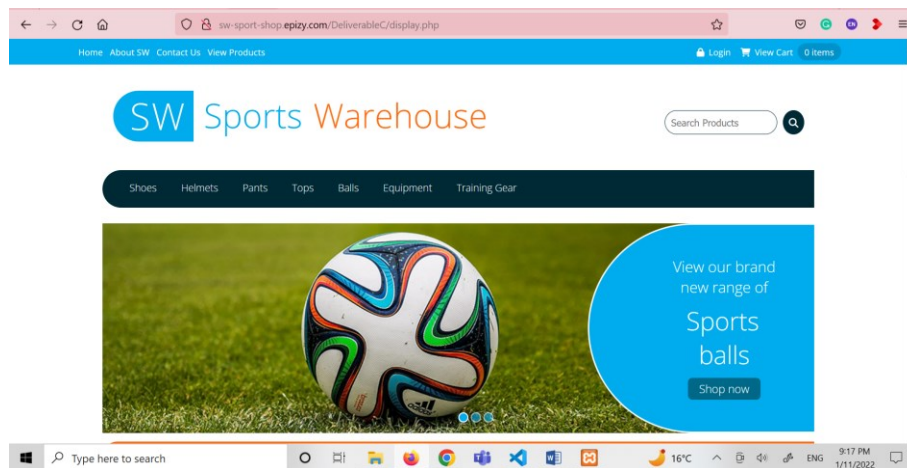 sw-sport-shop.epizy.com/DeliverableC/display.php
Home About SW Contact Us View Products
Login View Cart 0 items
SW Sports Warehouse
Search Products
Shoes Helmets Pants Tops Balls Equipment Training Gear
View our brand
new range of
Sports
balls
Shop now
adidas
Type here to search
16°C ENG 9:17 PM
1/11/2022